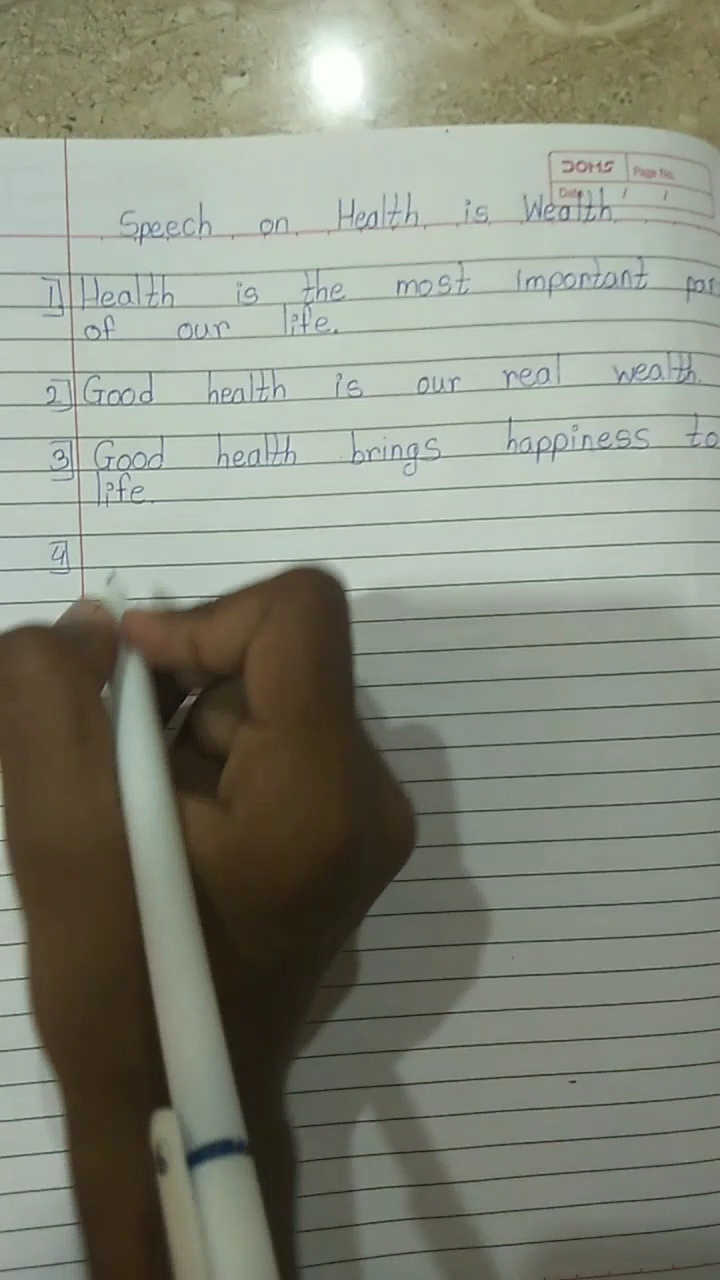 DOMS Page No.
Date / /
Speech on Health is Wealth
1] Health is the most important
of our life.
2] Good health is our real wealth.
3] Good health brings happiness to
life.
4]